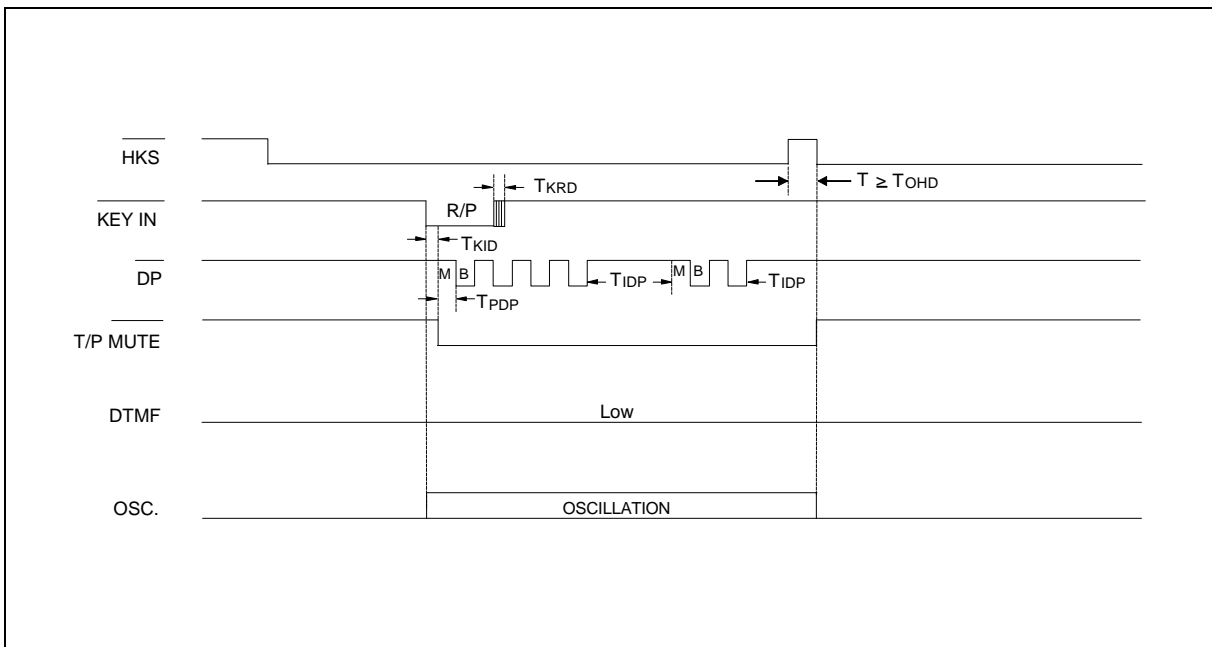 HKS
T ≥ TOHD
TKRD
KEY IN
R/P
TKID
DP
M B
TIDP
M B
TIDP
TPDP
T/P MUTE
DTMF
Low
OSC.
OSCILLATION